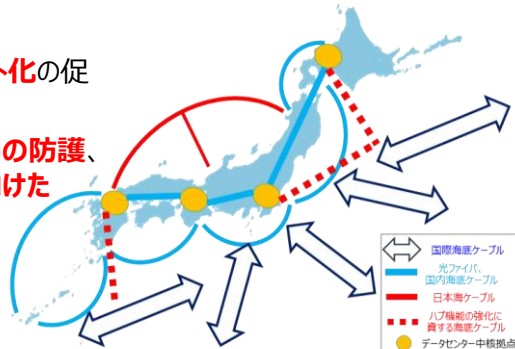 ト化の促
の防護、
けた
国際海底ケーブル
光ファイバ、
国内海底ケーブル
日本海ケーブル
ハブ機能の強化に
資する海底ケーブル
データセンター中核拠点